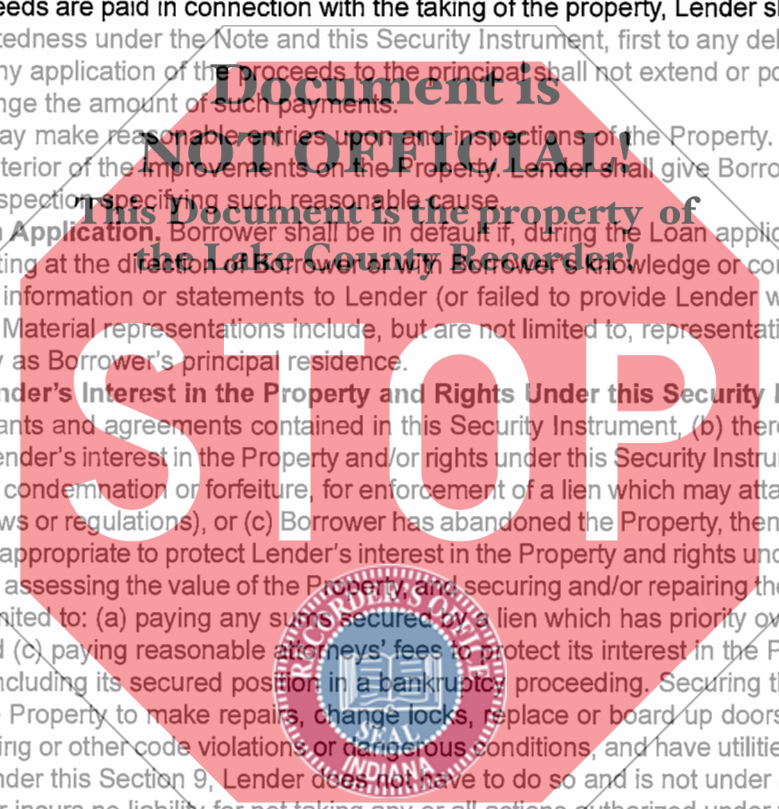 eeds are paid in connection with the taking of the property, Lender sh
tedness under the Note and this Security Instrument, first to any del
ny application of the proceeds to the principal shall not extend or po
Document is
nge the amount of such payments.
ay make reasonable entries upon and inspections of the Property.
NOT OFFICIAL!
terior of the improvements on the Property. Lender shall give Borro
spection specifying such reasonable cause.
This Document is the property of
Application. Borrower shall be in default if, during the Loan applic
the Lake County Recorder!
ting at the direction of Borrower or with Borrower's knowledge or con
information or statements to Lender (or failed to provide Lender w
Material representations include, but are not limited to, representati
y as Borrower's principal residence.
STOP
nder's Interest in the Property and Rights Under this Security I
ants and agreements contained in this Security Instrument, (b) there
ender's interest in the Property and/or rights under this Security Instru
condemnation or forfeiture, for enforcement of a lien which may atta
ws or regulations), or (c) Borrower has abandoned the Property, then
appropriate to protect Lender's interest in the Property and rights und
assessing the value of the Property, and securing and/or repairing the
nited to: (a) paying any sums secured by a lien which has priority ov
d (c) paying reasonable attorneys' fees to protect its interest in the P
ncluding its secured position in a bankruptcy proceeding. Securing th
Property to make repairs, change locks, replace or board up doors
ing or other code violations or dangerous conditions, and have utilitie
nder this Section 9, Lender does not have to do so and is not under
r incurs no liability for not taking any or all actions authorized under
RECORDER'S OFFICE
SEAL
INDIANA